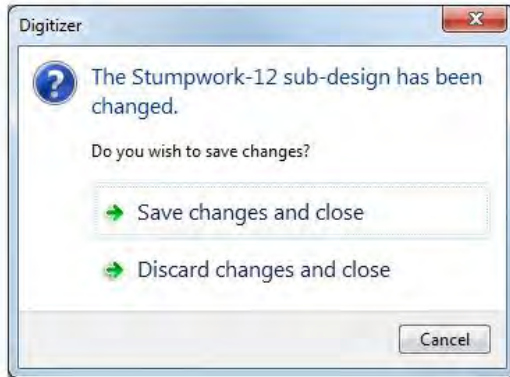 Digitizer
The Stumpwork-12 sub-design has been
changed.
Do you wish to save changes?
Save changes and close
Discard changes and close
Cancel